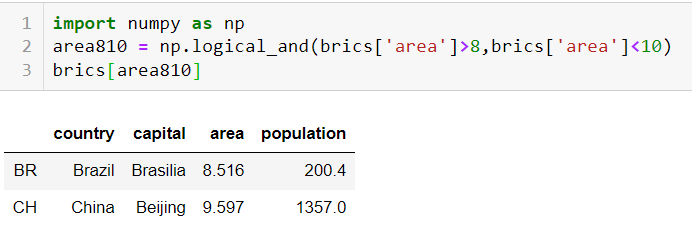 1 import numpy as np
2 area810 = np.logical_and(brics['area']>8,brics['area']<10)
3 brics[area810]
country capital area population
BR Brazil Brasilia 8.516 200.4
CH China Beijing 9.597 1357.0